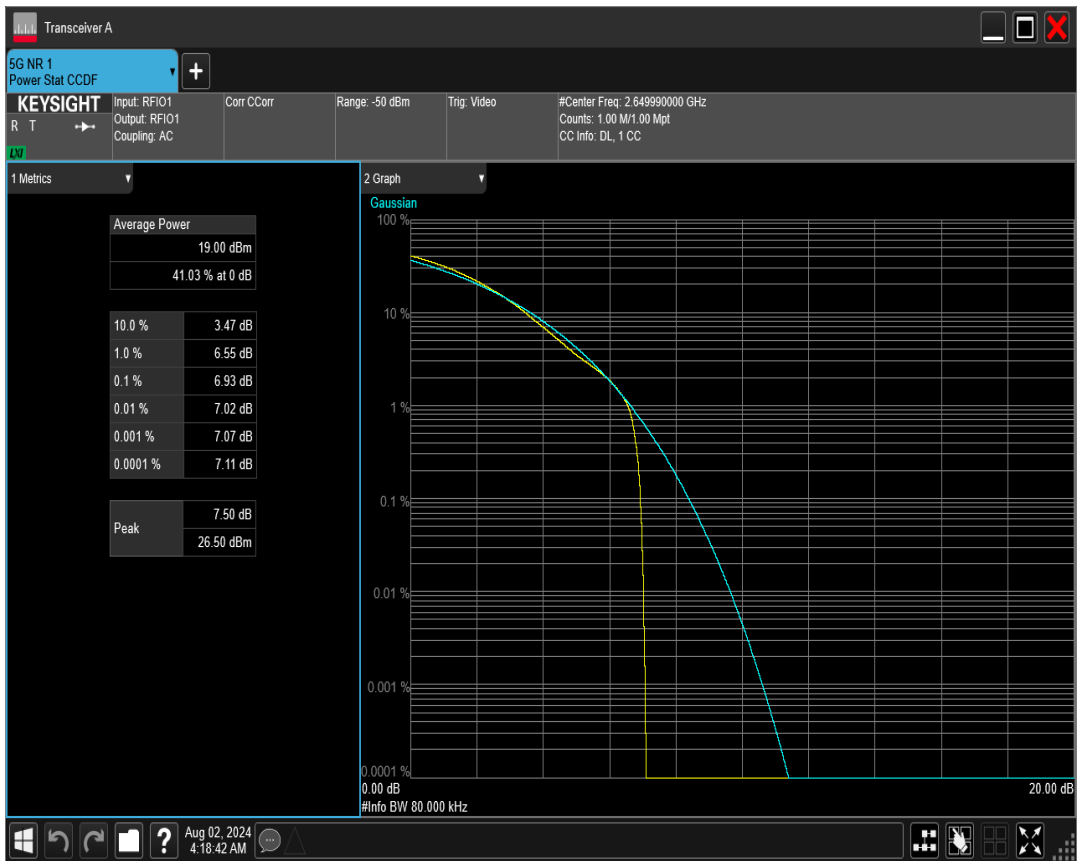 Transceiver A
5G NR 1
Power Stat CCDF
KEYSIGHT
R T
LXI
Input: RFIO1
Output: RFIO1
Coupling: AC
Corr CCorr
Range: -50 dBm
Trig: Video
#Center Freq: 2.649990000 GHz
Counts: 1.00 M/1.00 Mpt
CC Info: DL, 1 CC
1 Metrics
Average Power
19.00 dBm
41.03 % at 0 dB
10.0 % 3.47 dB
1.0 % 6.55 dB
0.1 % 6.93 dB
0.01 % 7.02 dB
0.001 % 7.07 dB
0.0001 % 7.11 dB
Peak
7.50 dB
26.50 dBm
2 Graph
Gaussian
100 %
10 %
1 %
0.1 %
0.01 %
0.001 %
0.0001 %
0.00 dB 20.00 dB
#Info BW 80.000 kHz
?
Aug 02, 2024
4:18:42 AM